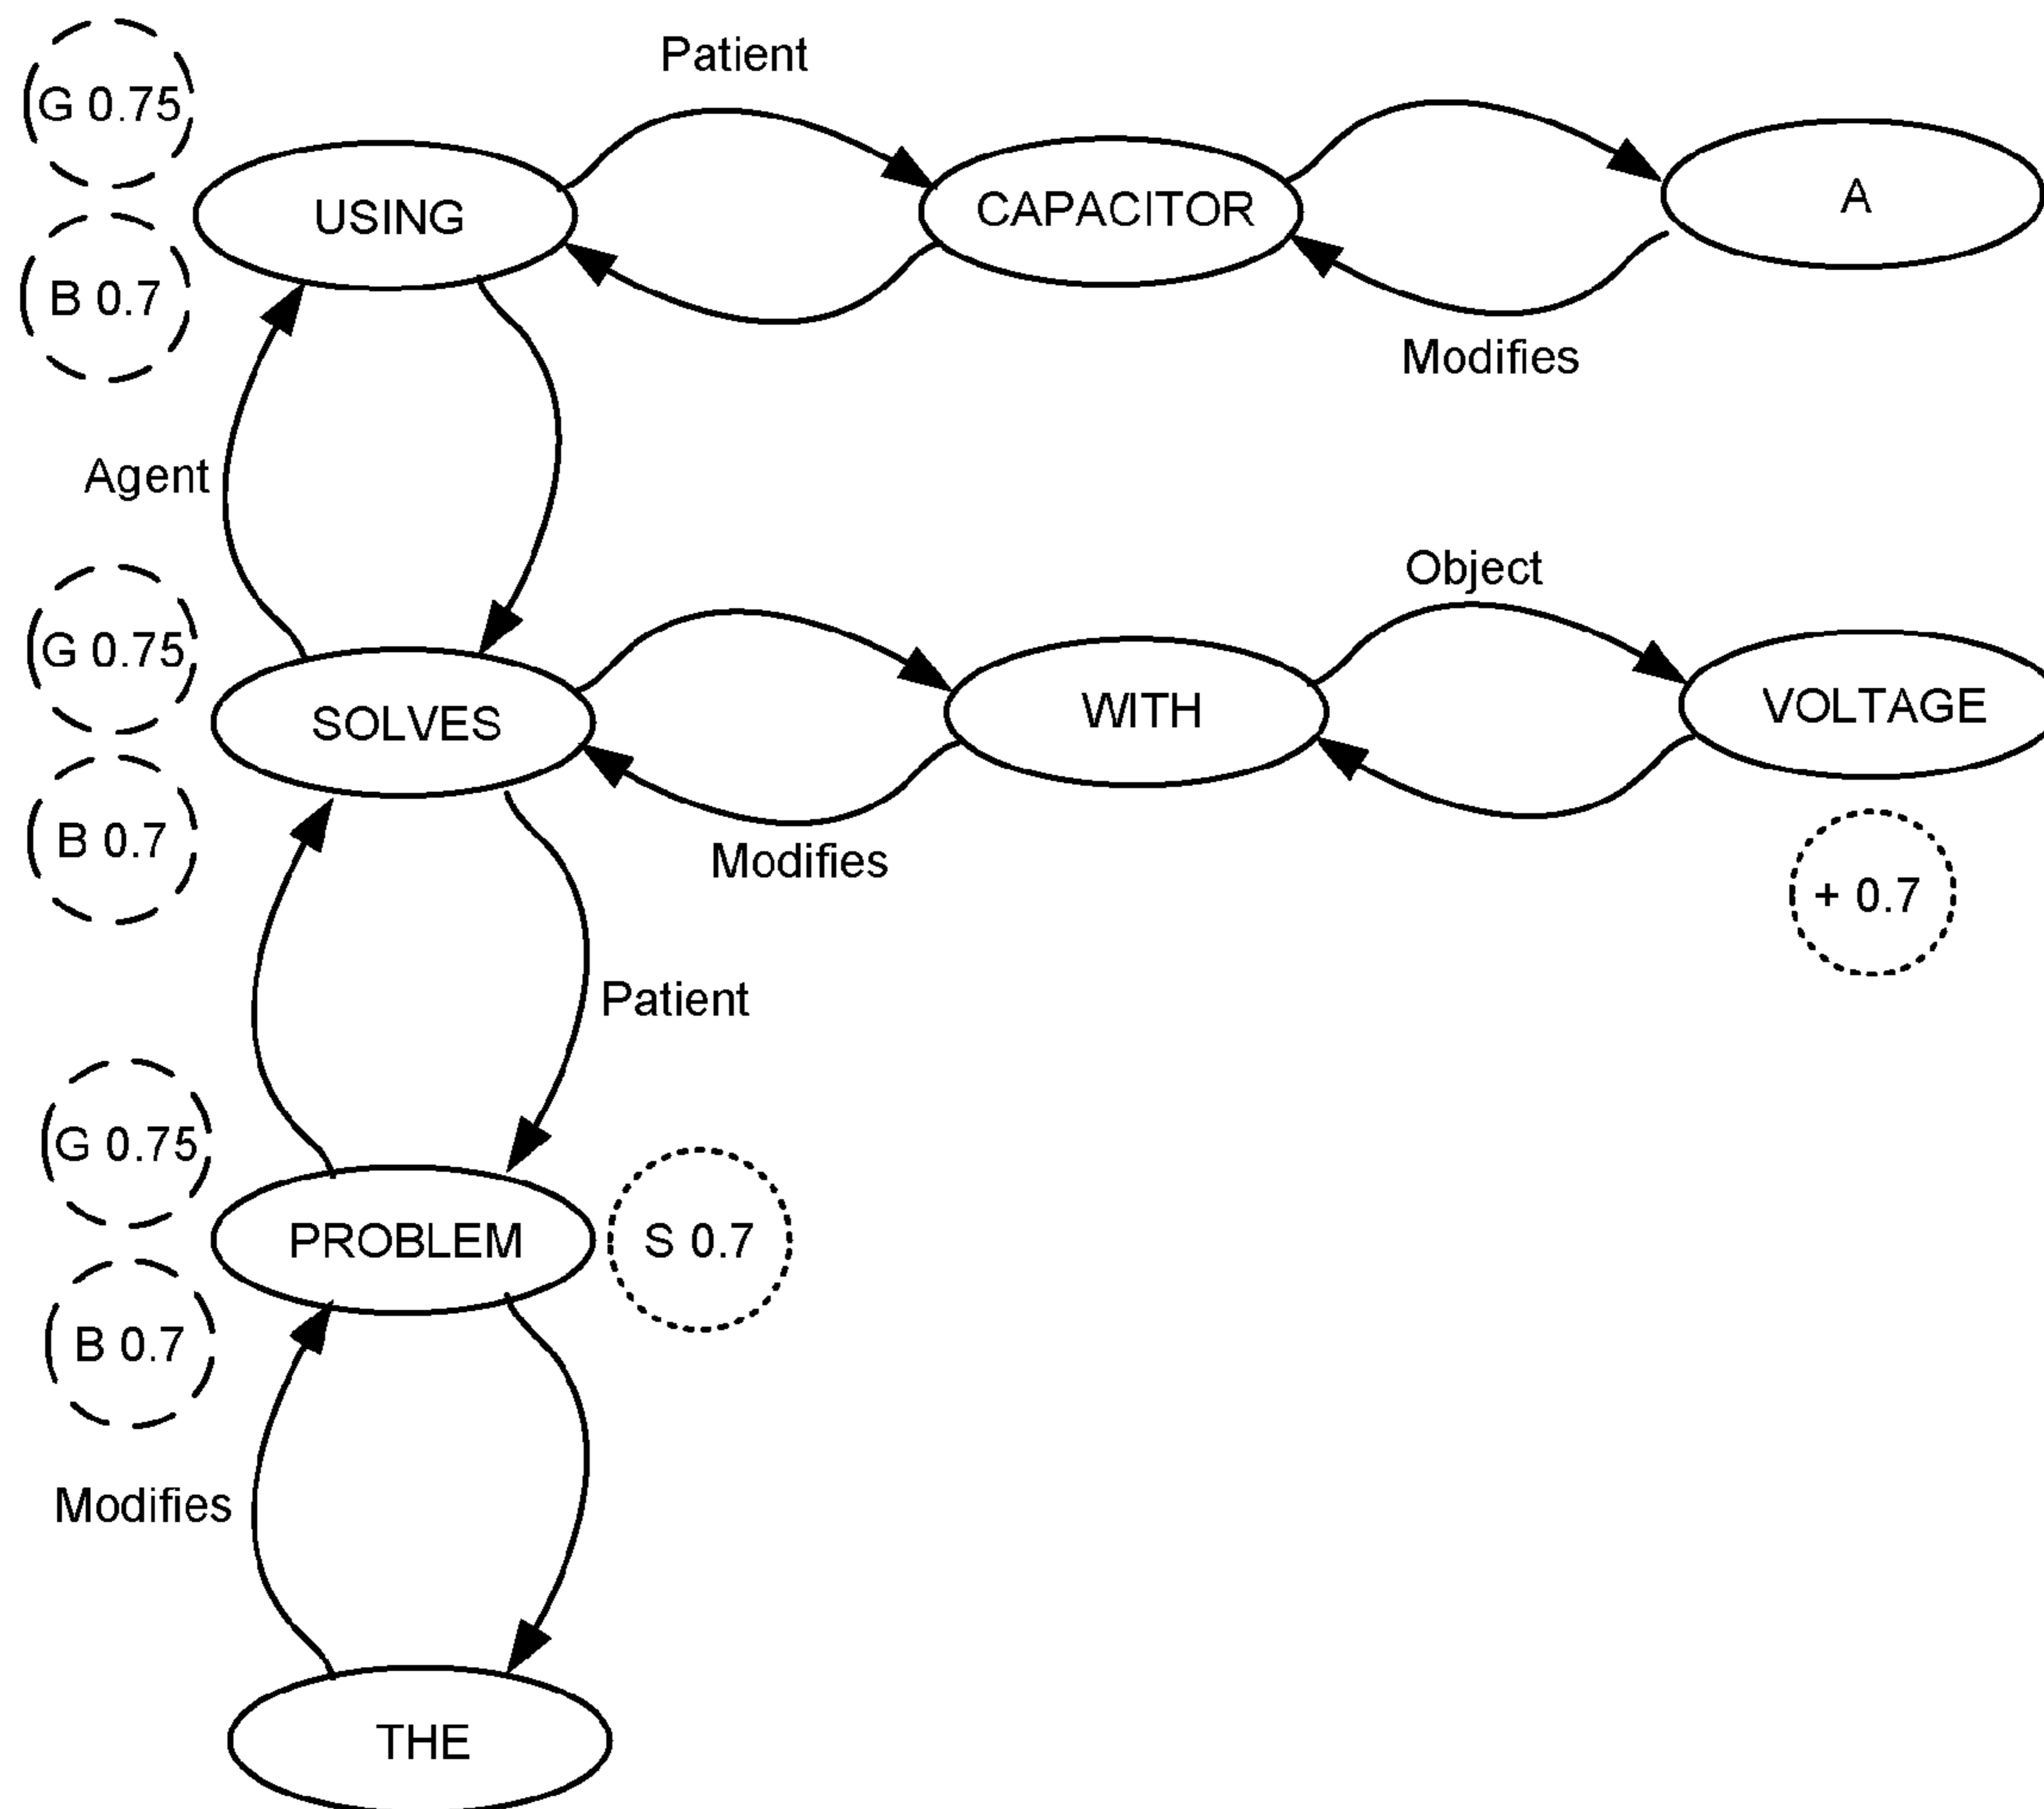 Patient
G 0.75
USING
CAPACITOR
A
B 0.7
Modifies
Agent
Object
G 0.75
SOLVES
WITH
VOLTAGE
B 0.7
Modifies
+ 0.7
Patient
G 0.75
PROBLEM
S 0.7
B 0.7
Modifies
THE